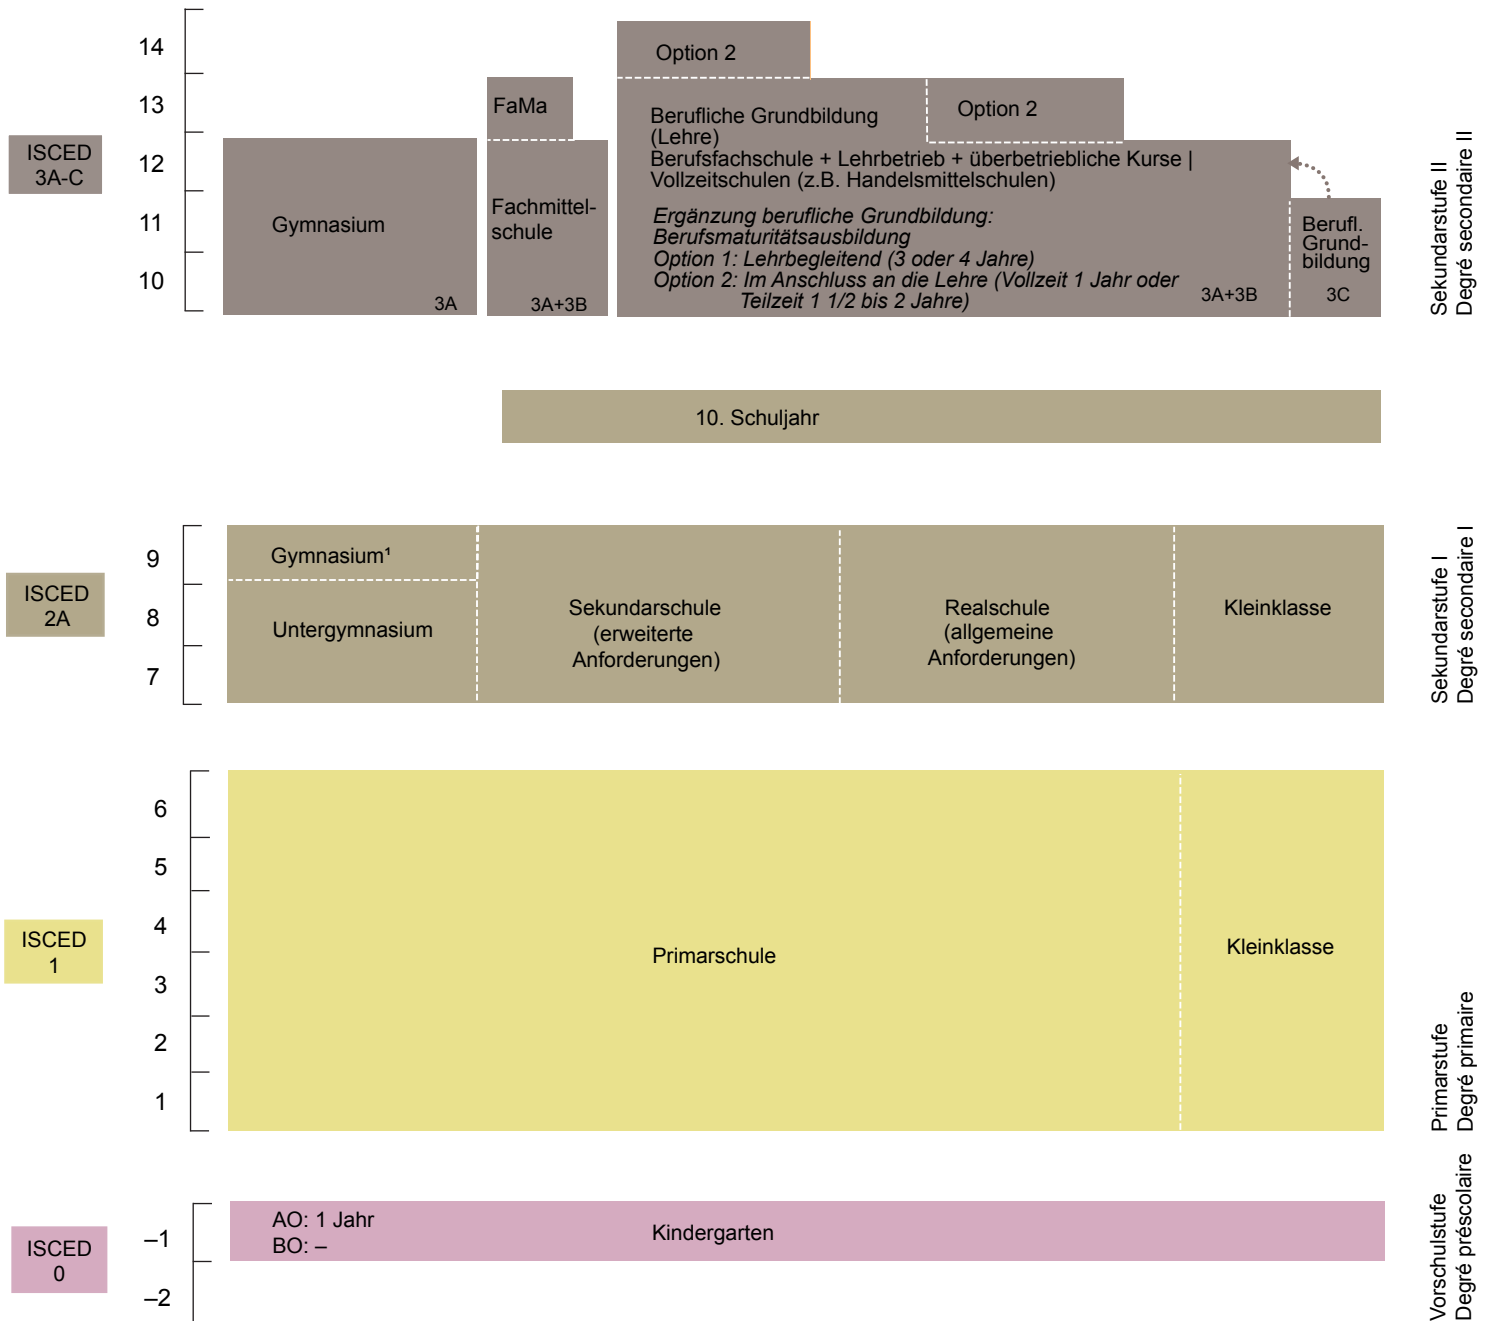 14
13
12
11
10
ISCED
3A-C
Option 2
FaMa
Option 2
Berufliche Grundbildung
(Lehre)
Berufsfachschule + Lehrbetrieb + überbetriebliche Kurse |
Vollzeitschulen (z.B. Handelsmittelschulen)
Ergänzung berufliche Grundbildung:
Berufsmaturitätsausbildung
Option 1: Lehrbegleitend (3 oder 4 Jahre)
Option 2: Im Anschluss an die Lehre (Vollzeit 1 Jahr oder
Teilzeit 1 1/2 bis 2 Jahre)
3A+3B
Gymnasium
3A
Fachmittel-
schule
3A+3B
Berufl.
Grund-
bildung
3C
Sekundarstufe II
Degré secondaire II
10. Schuljahr
9
8
7
ISCED
2A
Gymnasium¹
Untergymnasium
Sekundarschule
(erweiterte
Anforderungen)
Realschule
(allgemeine
Anforderungen)
Kleinklasse
Sekundarstufe I
Degré secondaire I
6
5
4
3
2
1
ISCED
1
Primarschule
Kleinklasse
Primarstufe
Degré primaire
–1
–2
ISCED
0
AO: 1 Jahr
BO: –
Kindergarten
Vorschulstufe
Degré préscolaire